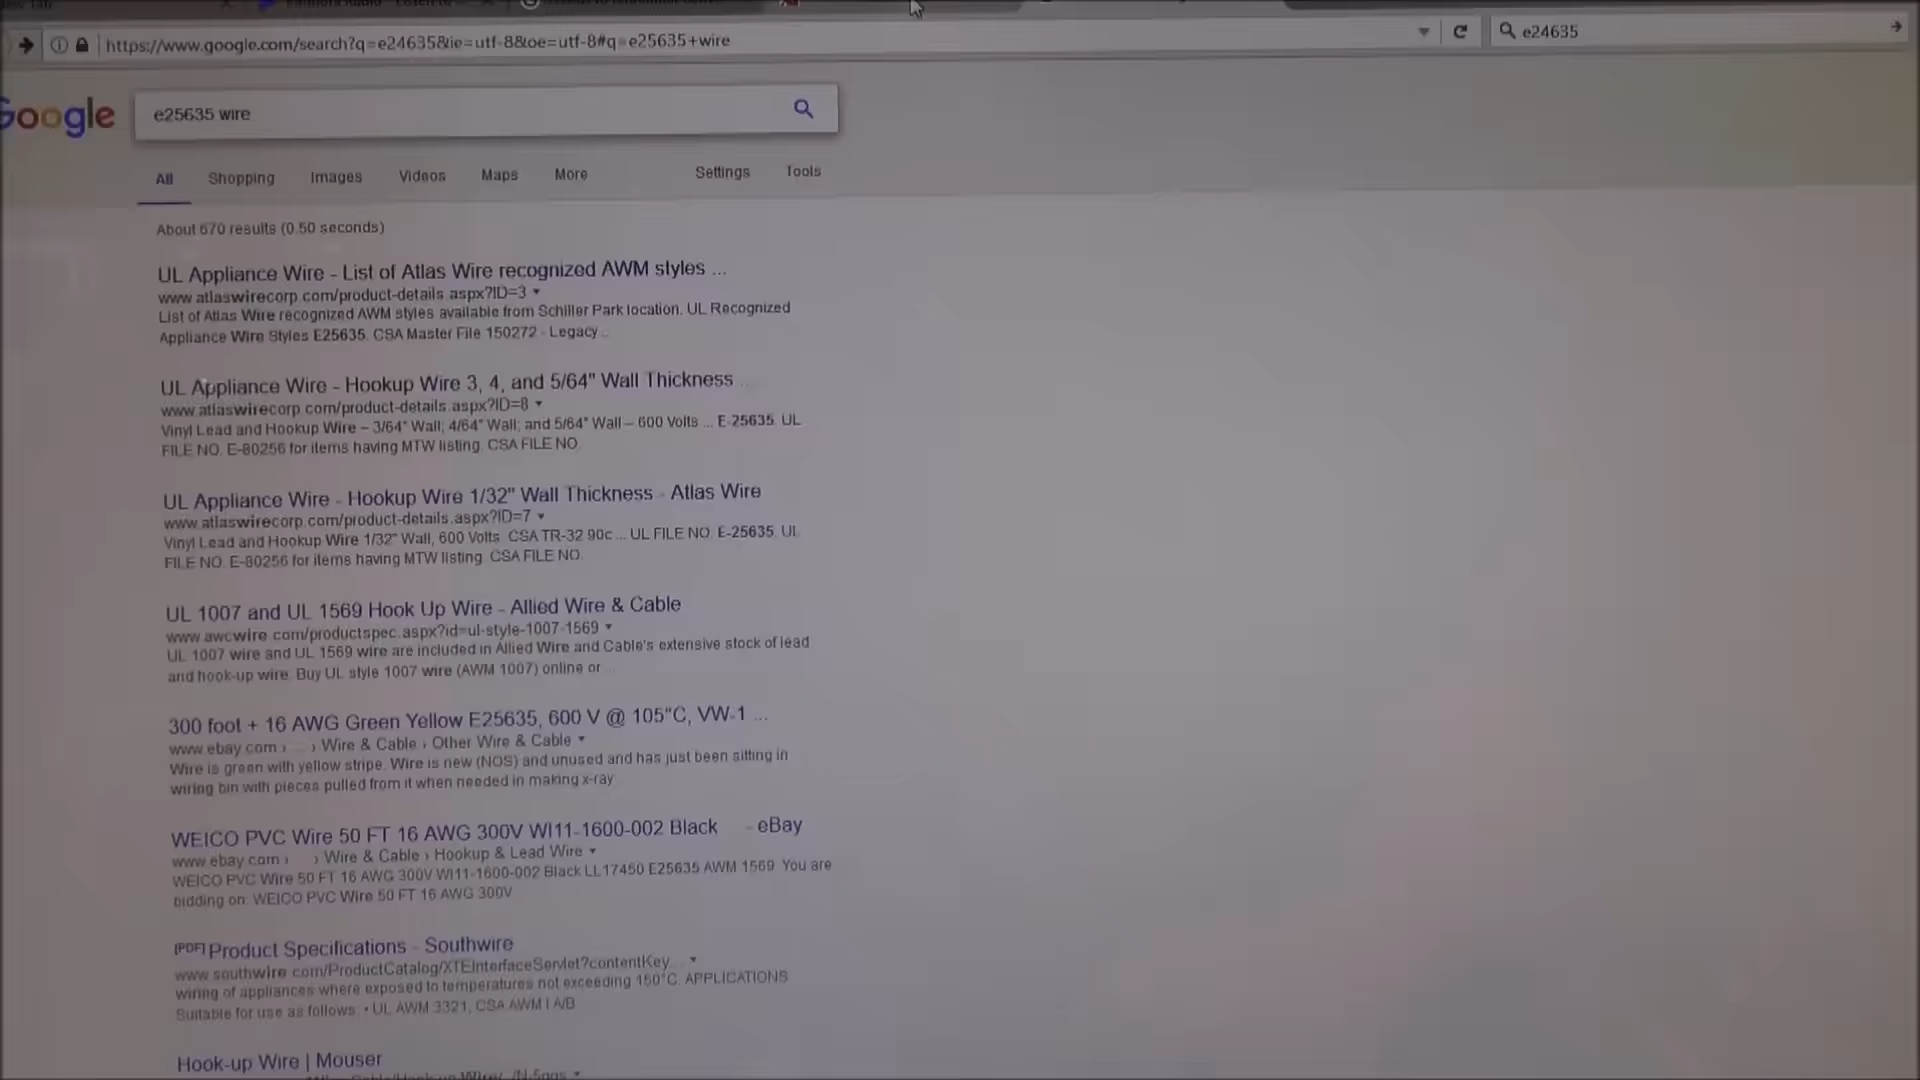 https://www.google.com/search?q=e24635&ie=utf-8&oe=utf-8#q=e25635+wire
e24635
Google
e25635 wire
All Shopping Images Videos Maps More Settings Tools
About 670 results (0.50 seconds)
UL Appliance Wire - List of Atlas Wire recognized AWM styles ...
www.atlaswirecorp.com/product-details.aspx?ID=3
List of Atlas Wire recognized AWM styles available from Schiller Park location. UL Recognized
Appliance Wire Styles E25635. CSA Master File 150272 - Legacy...
UL Appliance Wire - Hookup Wire 3, 4, and 5/64" Wall Thickness ...
www.atlaswirecorp.com/product-details.aspx?ID=8
Vinyl Lead and Hookup Wire – 3/64" Wall; 4/64" Wall; and 5/64" Wall – 600 Volts ... E-25635. UL
FILE NO. E-80256 for items having MTW listing. CSA FILE NO.
UL Appliance Wire - Hookup Wire 1/32" Wall Thickness - Atlas Wire
www.atlaswirecorp.com/product-details.aspx?ID=7
Vinyl Lead and Hookup Wire 1/32" Wall, 600 Volts. CSA TR-32 90c ... UL FILE NO. E-25635. UL
FILE NO. E-80256 for items having MTW listing. CSA FILE NO.
UL 1007 and UL 1569 Hook Up Wire - Allied Wire & Cable
www.awcwire.com/productspec.aspx?id=ul-style-1007-1569
UL 1007 wire and UL 1569 wire are included in Allied Wire and Cable's extensive stock of lead
and hook-up wire. Buy UL style 1007 wire (AWM 1007) online or ...
300 foot + 16 AWG Green Yellow E25635, 600 V @ 105"C, VW-1 ...
www.ebay.com › ... › Wire & Cable › Other Wire & Cable
Wire is green with yellow stripe. Wire is new (NOS) and unused and has just been sitting in
wiring bin with pieces pulled from it when needed in making x-ray
WEICO PVC Wire 50 FT 16 AWG 300V WI11-1600-002 Black - eBay
www.ebay.com › ... › Wire & Cable › Hookup & Lead Wire
WEICO PVC Wire 50 FT 16 AWG 300V WI11-1600-002 Black LL17450 E25635 AWM 1569. You are
bidding on: WEICO PVC Wire 50 FT 16 AWG 300V
[PDF] Product Specifications - Southwire
www.southwire.com/ProductCatalog/XTEInterfaceServlet?contentKey...
wiring of appliances where exposed to temperatures not exceeding 150°C. APPLICATIONS
Suitable for use as follows: • UL AWM 3321, CSA AWM I A/B
Hook-up Wire | Mouser